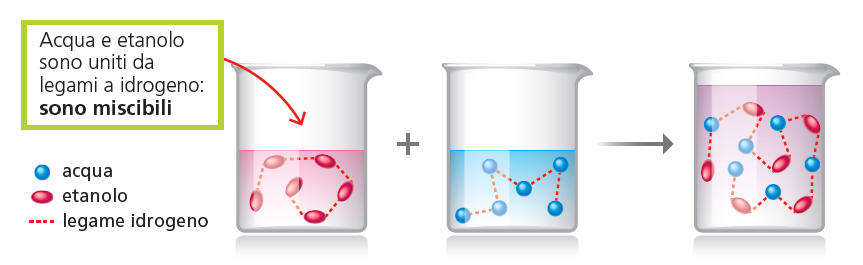 Acqua e etanolo
sono uniti da
legami a idrogeno:
sono miscibili
+
acqua
etanolo
legame idrogeno